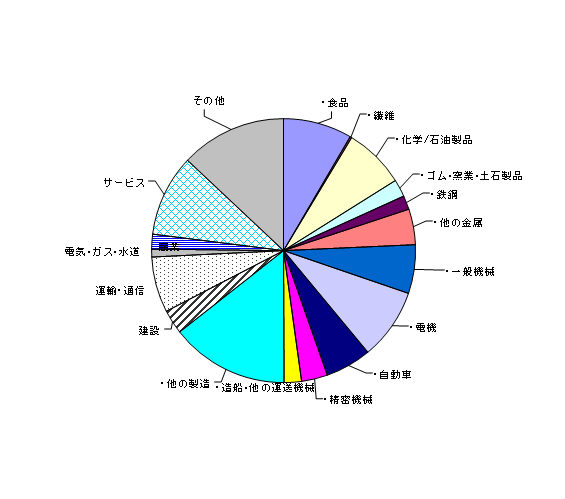 ・食品
・繊維
・化学/石油製品
・ゴム・窯業・土石製品
・鉄鋼
・他の金属
・一般機械
・電機
・自動車
・精密機械
・造船・他の運送機械
・他の製造
建設
運輸・通信
電気・ガス・水道
サービス
その他